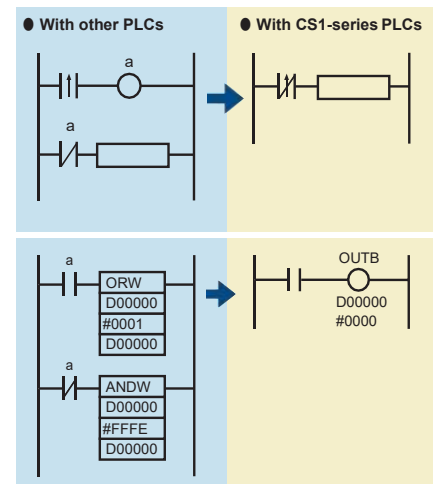 ● With other PLCs
● With CS1-series PLCs
a
a
a
ORW
D00000
#0001
D00000
a
ANDW
D00000
#FFFE
D00000
OUTB
D00000
#0000